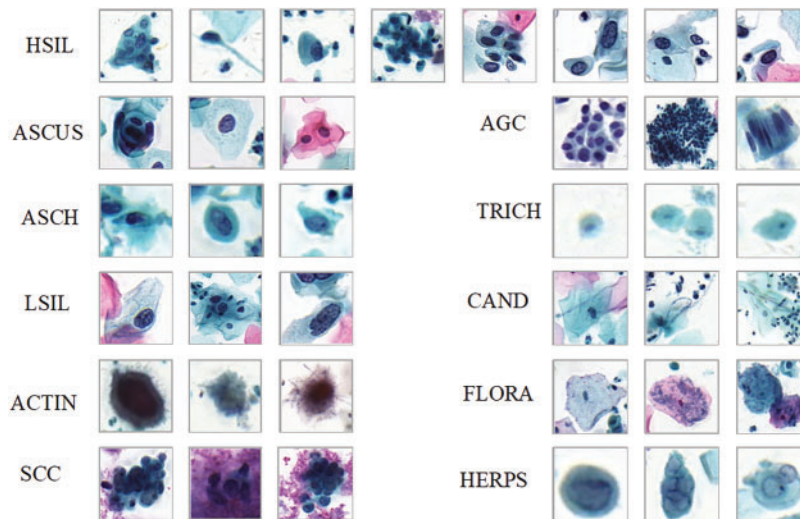 HSIL
ASCUS
AGC
ASCH
TRICH
LSIL
CAND
ACTIN
FLORA
SCC
HERPS